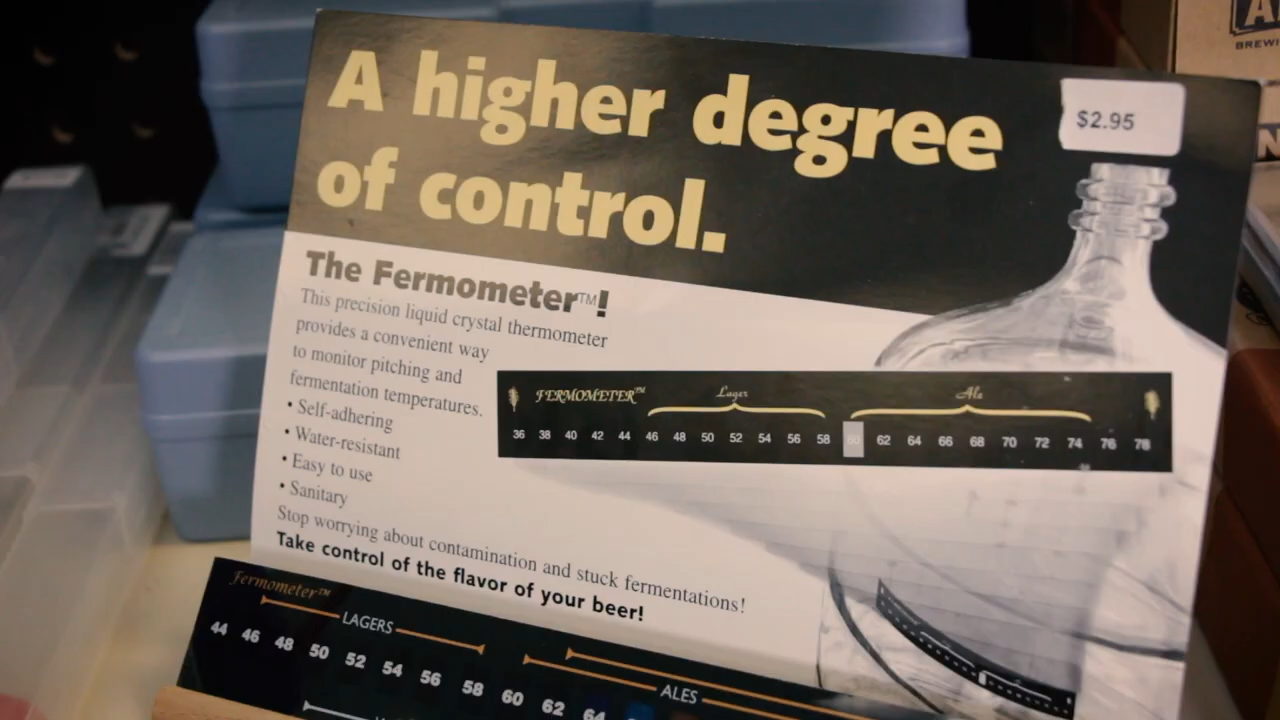 A higher degree
of control.
$2.95
The Fermometer™!
This precision liquid crystal thermometer
provides a convenient way
to monitor pitching and
fermentation temperatures.
• Self-adhering
• Water-resistant
• Easy to use
• Sanitary
Stop worrying about contamination and stuck fermentations!
Take control of the flavor of your beer!
FERMOMETER™ Lager Ale
36 38 40 42 44 46 48 50 52 54 56 58 60 62 64 66 68 70 72 74 76 78
Fermometer™
LAGERS
ALES
44 46 48 50 52 54 56 58 60 62 64